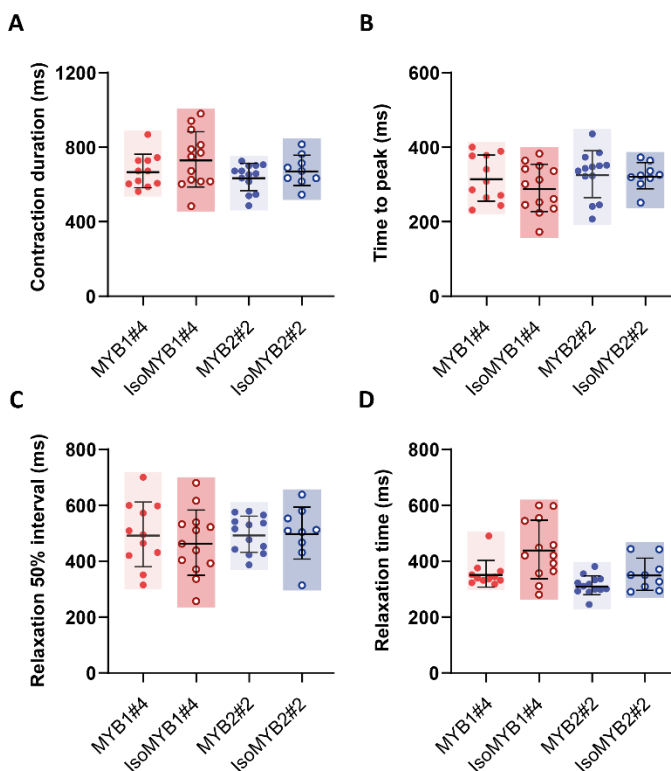 A
Contraction duration (ms)
1200
800
400
0
MYB1#4
IsoMYB1#4
MYB2#2
IsoMYB2#2
B
Time to peak (ms)
600
400
200
0
MYB1#4
IsoMYB1#4
MYB2#2
IsoMYB2#2
C
Relaxation 50% interval (ms)
800
600
400
200
0
MYB1#4
IsoMYB1#4
MYB2#2
IsoMYB2#2
D
Relaxation time (ms)
800
600
400
200
0
MYB1#4
IsoMYB1#4
MYB2#2
IsoMYB2#2